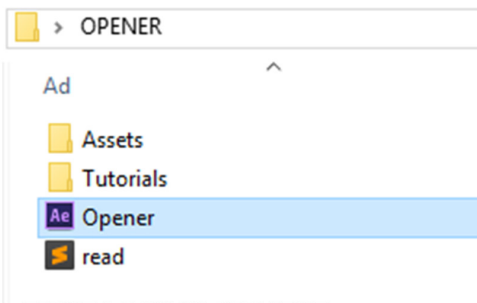 OPENER
Ad
Assets
Tutorials
Ae Opener
read